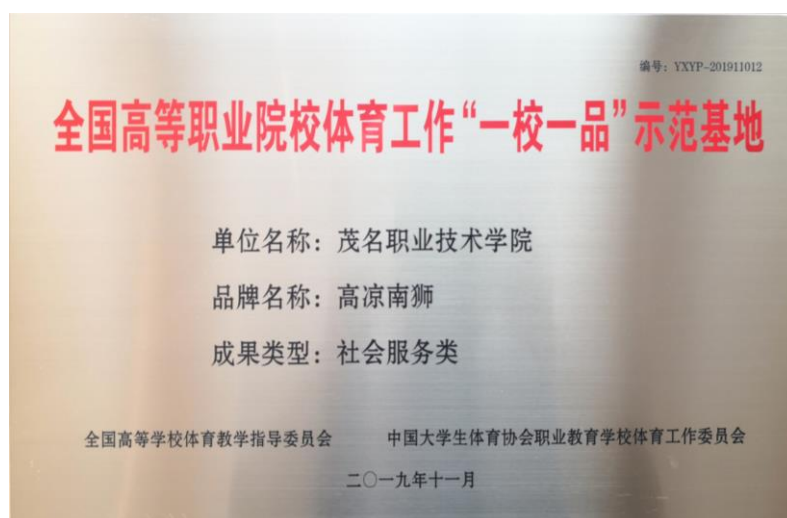 编号：YXYP-201911012
全国高等职业院校体育工作“一校一品”示范基地
单位名称：茂名职业技术学院
品牌名称：高凉南狮
成果类型：社会服务类
全国高等学校体育教学指导委员会 中国大学生体育协会职业教育学校体育工作委员会
二〇一九年十一月